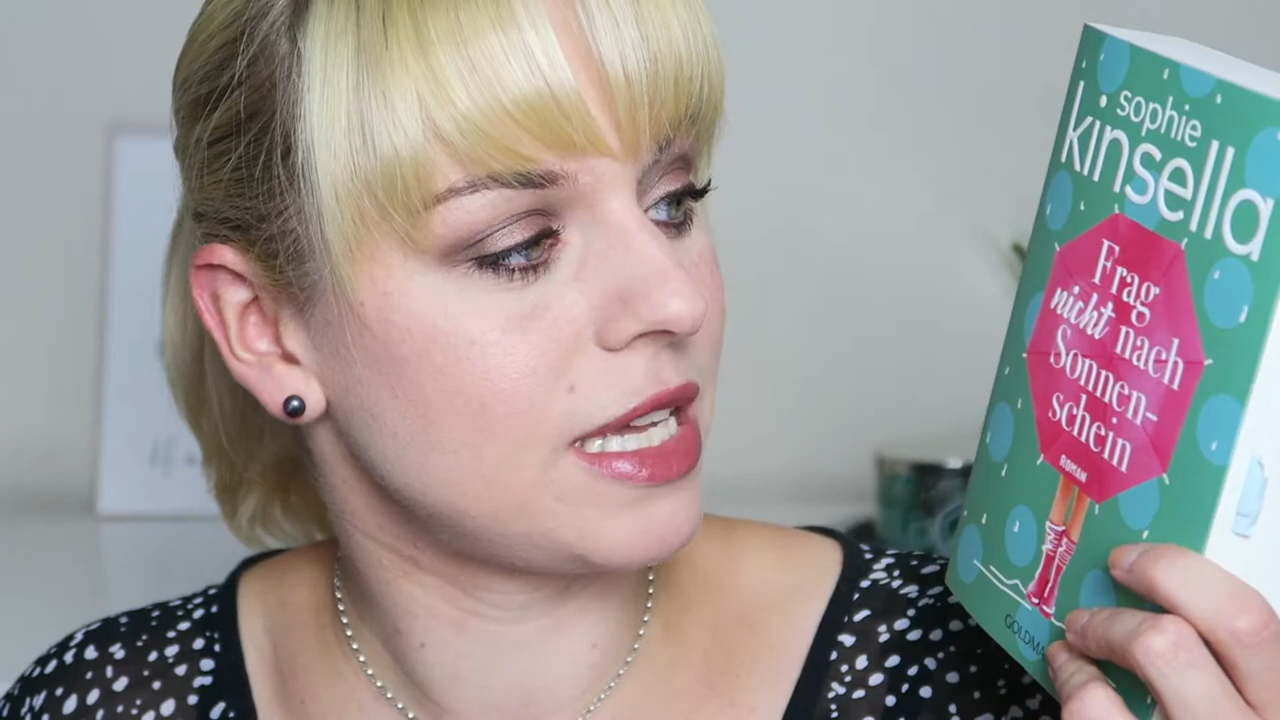 sophie
kinsella
Frag
nicht nach
Sonnen-
schein
ROMAN